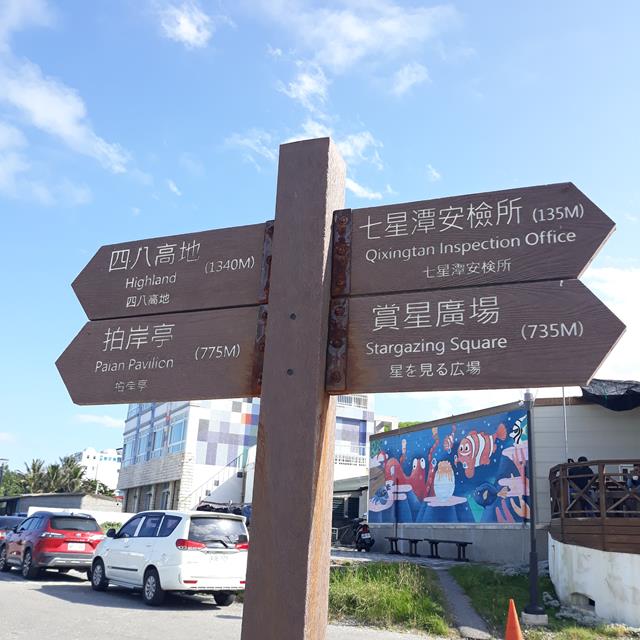 四八高地
Highland (1340M)
四八高地
拍岸亭
Paian Pavilion (775M)
拍岸亭
七星潭安檢所 (135M)
Qixingtan Inspection Office
七星潭安検所
賞星廣場
Stargazing Square (735M)
星を見る広場